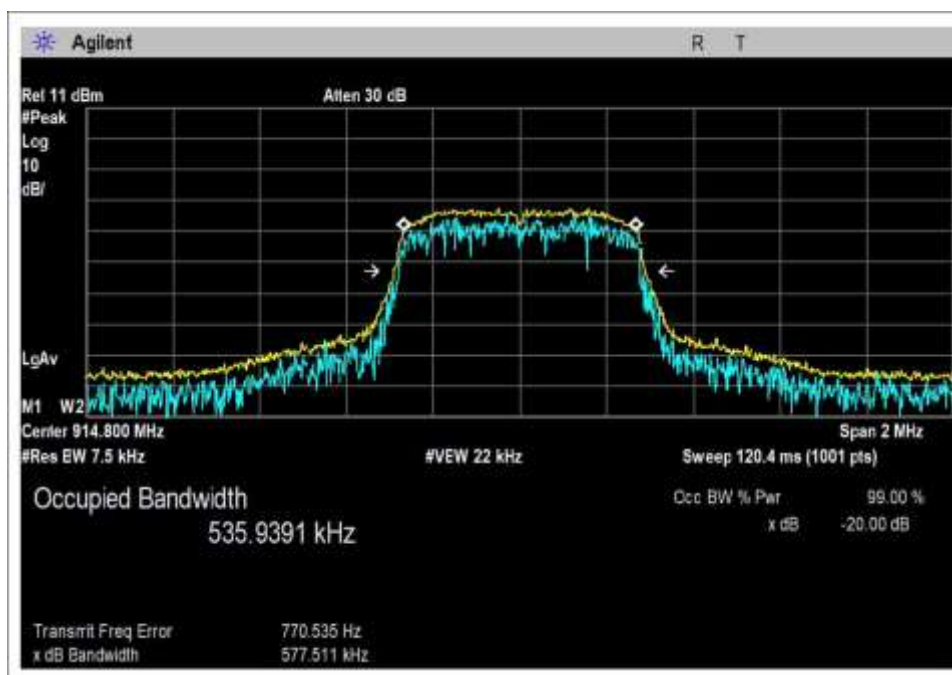 Agilent R T
Ref 11 dBm Atten 30 dB
#Peak
Log
10
dB/
LgAv
M1 W2
Center 914.800 MHz Span 2 MHz
#Res BW 7.5 kHz #VBW 22 kHz Sweep 120.4 ms (1001 pts)
Occupied Bandwidth Occ BW % Pwr 99.00 %
535.9391 kHz x dB -20.00 dB
Transmit Freq Error 770.535 Hz
x dB Bandwidth 577.511 kHz